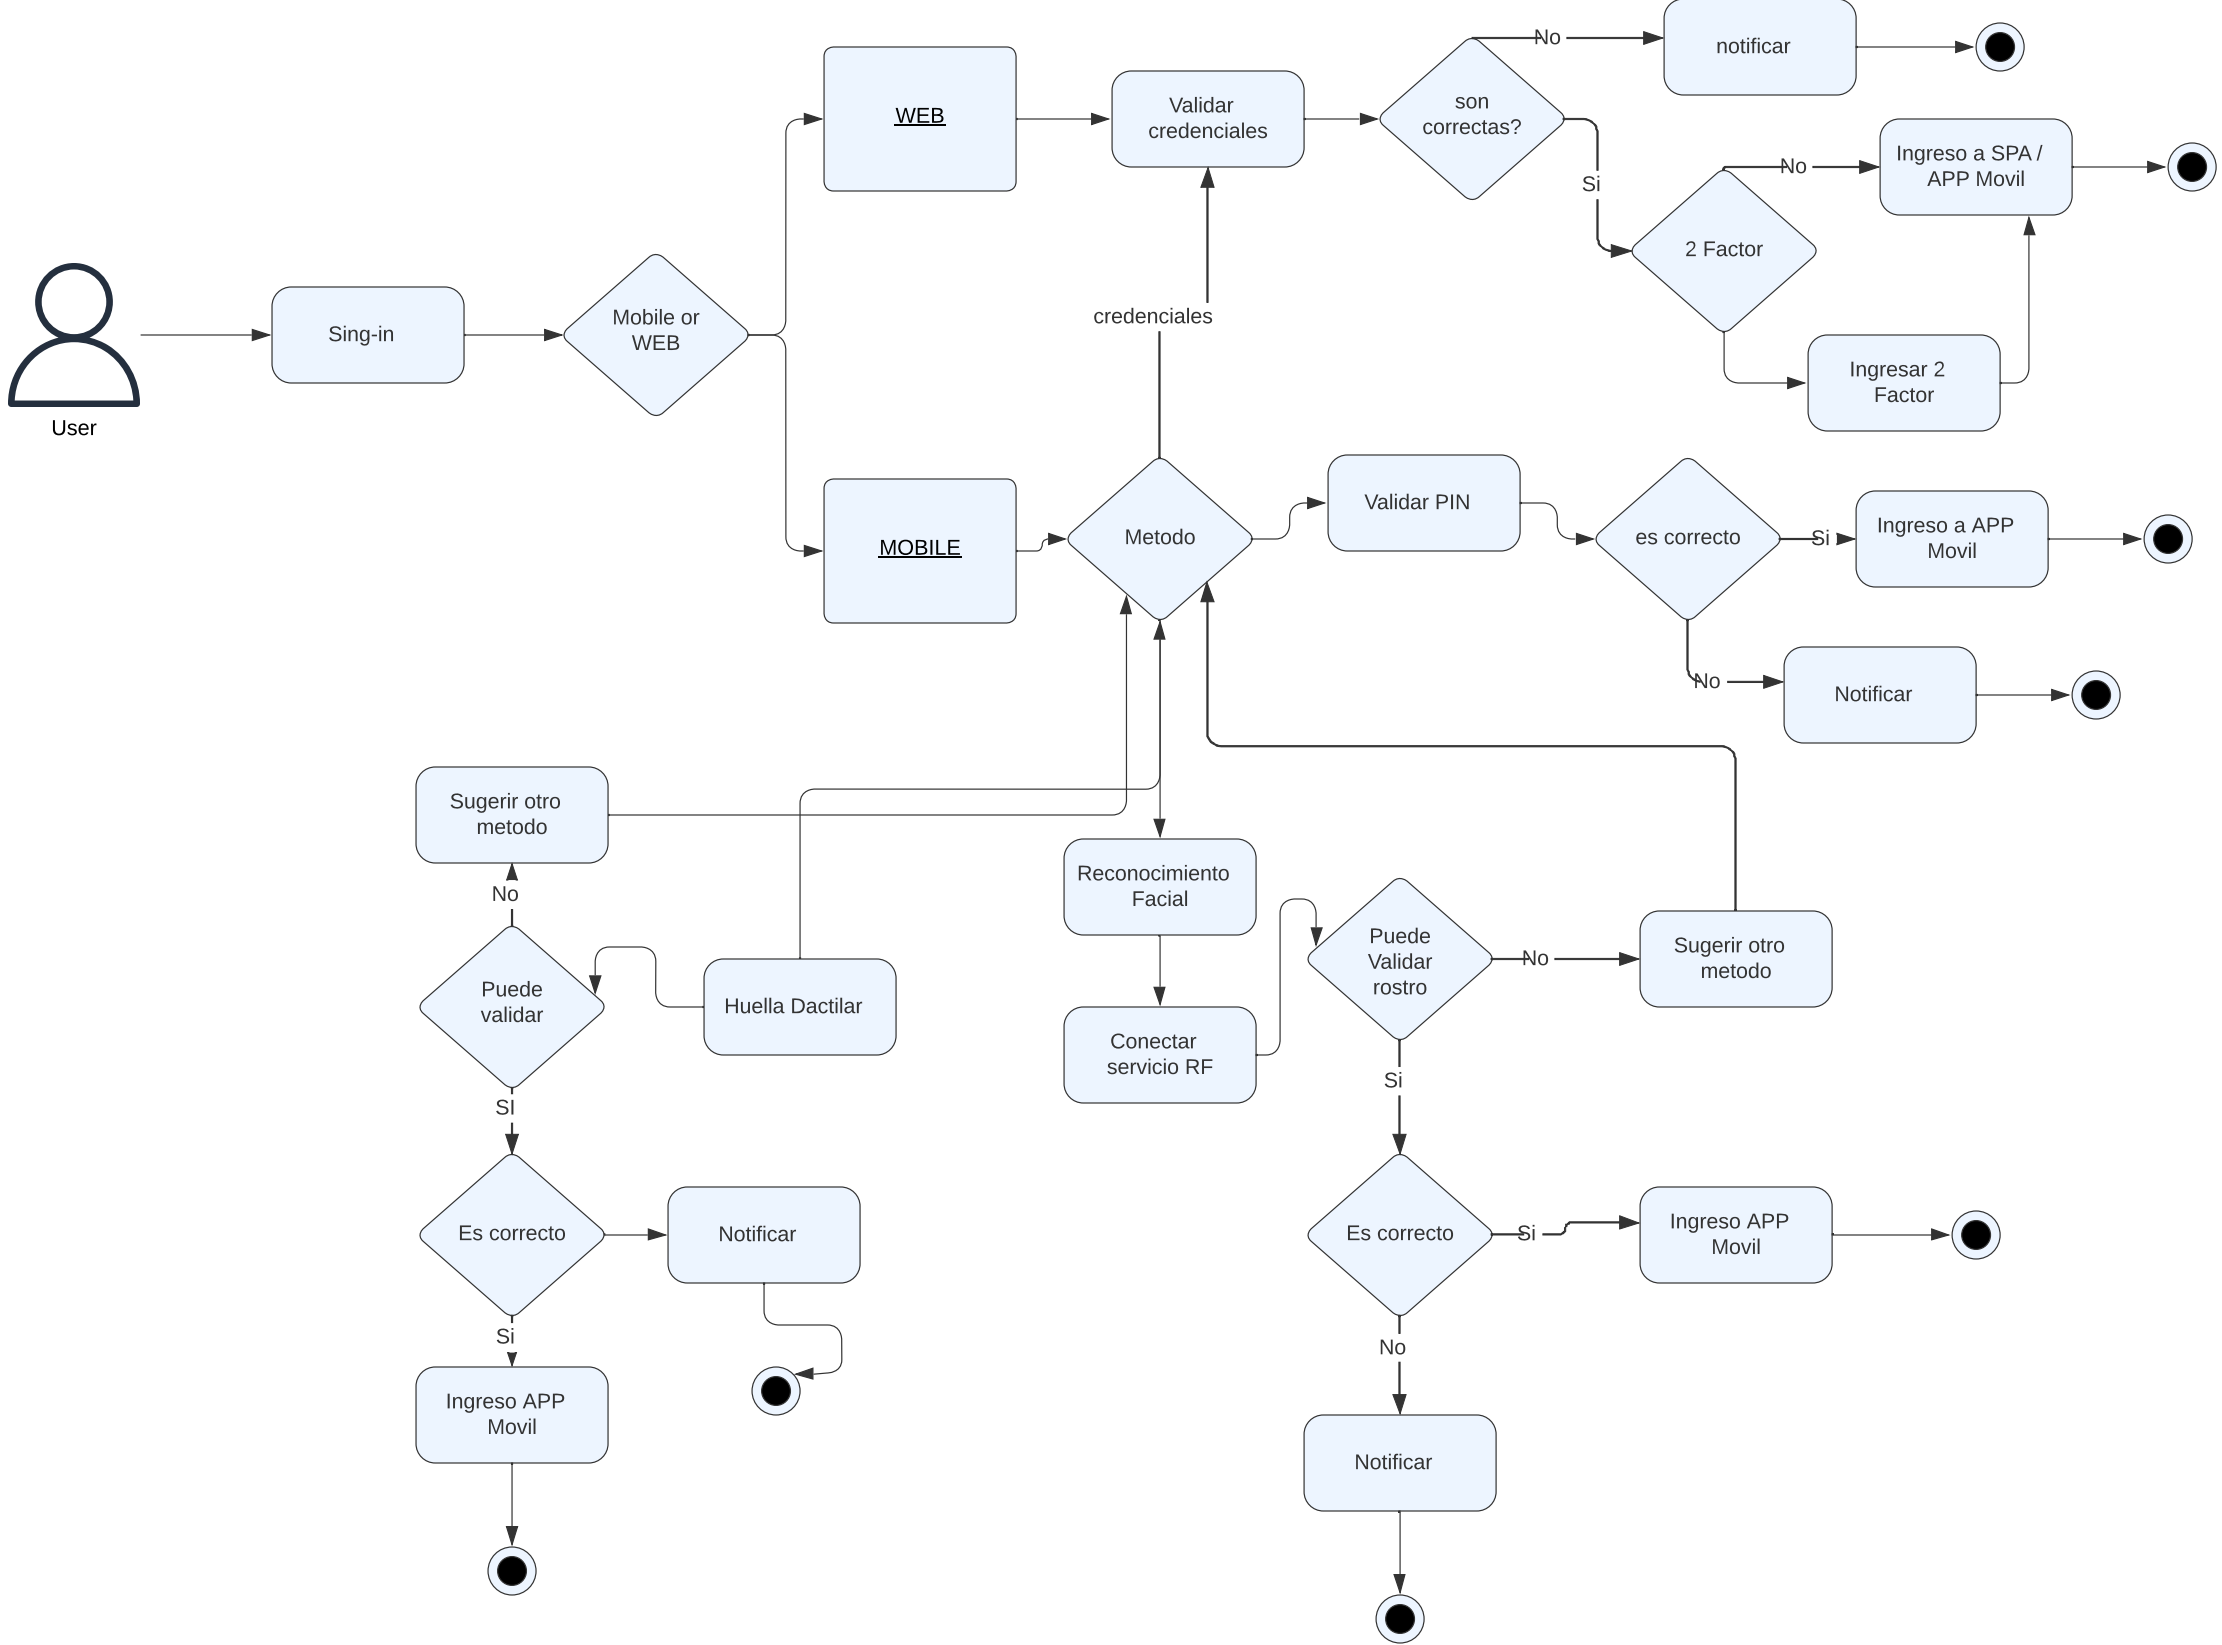 No
notificar
WEB
Validar
credenciales
son
correctas?
Si
No
Ingreso a SPA /
APP Movil
2 Factor
Ingresar 2
Factor
User
Sing-in
Mobile or
WEB
credenciales
MOBILE
Metodo
Validar PIN
es correcto
Si
Ingreso a APP
Movil
No
Notificar
Sugerir otro
metodo
No
Puede
validar
Huella Dactilar
SI
Es correcto
Notificar
Si
Ingreso APP
Movil
Reconocimiento
Facial
Conectar
servicio RF
Puede
Validar
rostro
No
Sugerir otro
metodo
Si
Es correcto
Si
Ingreso APP
Movil
No
Notificar